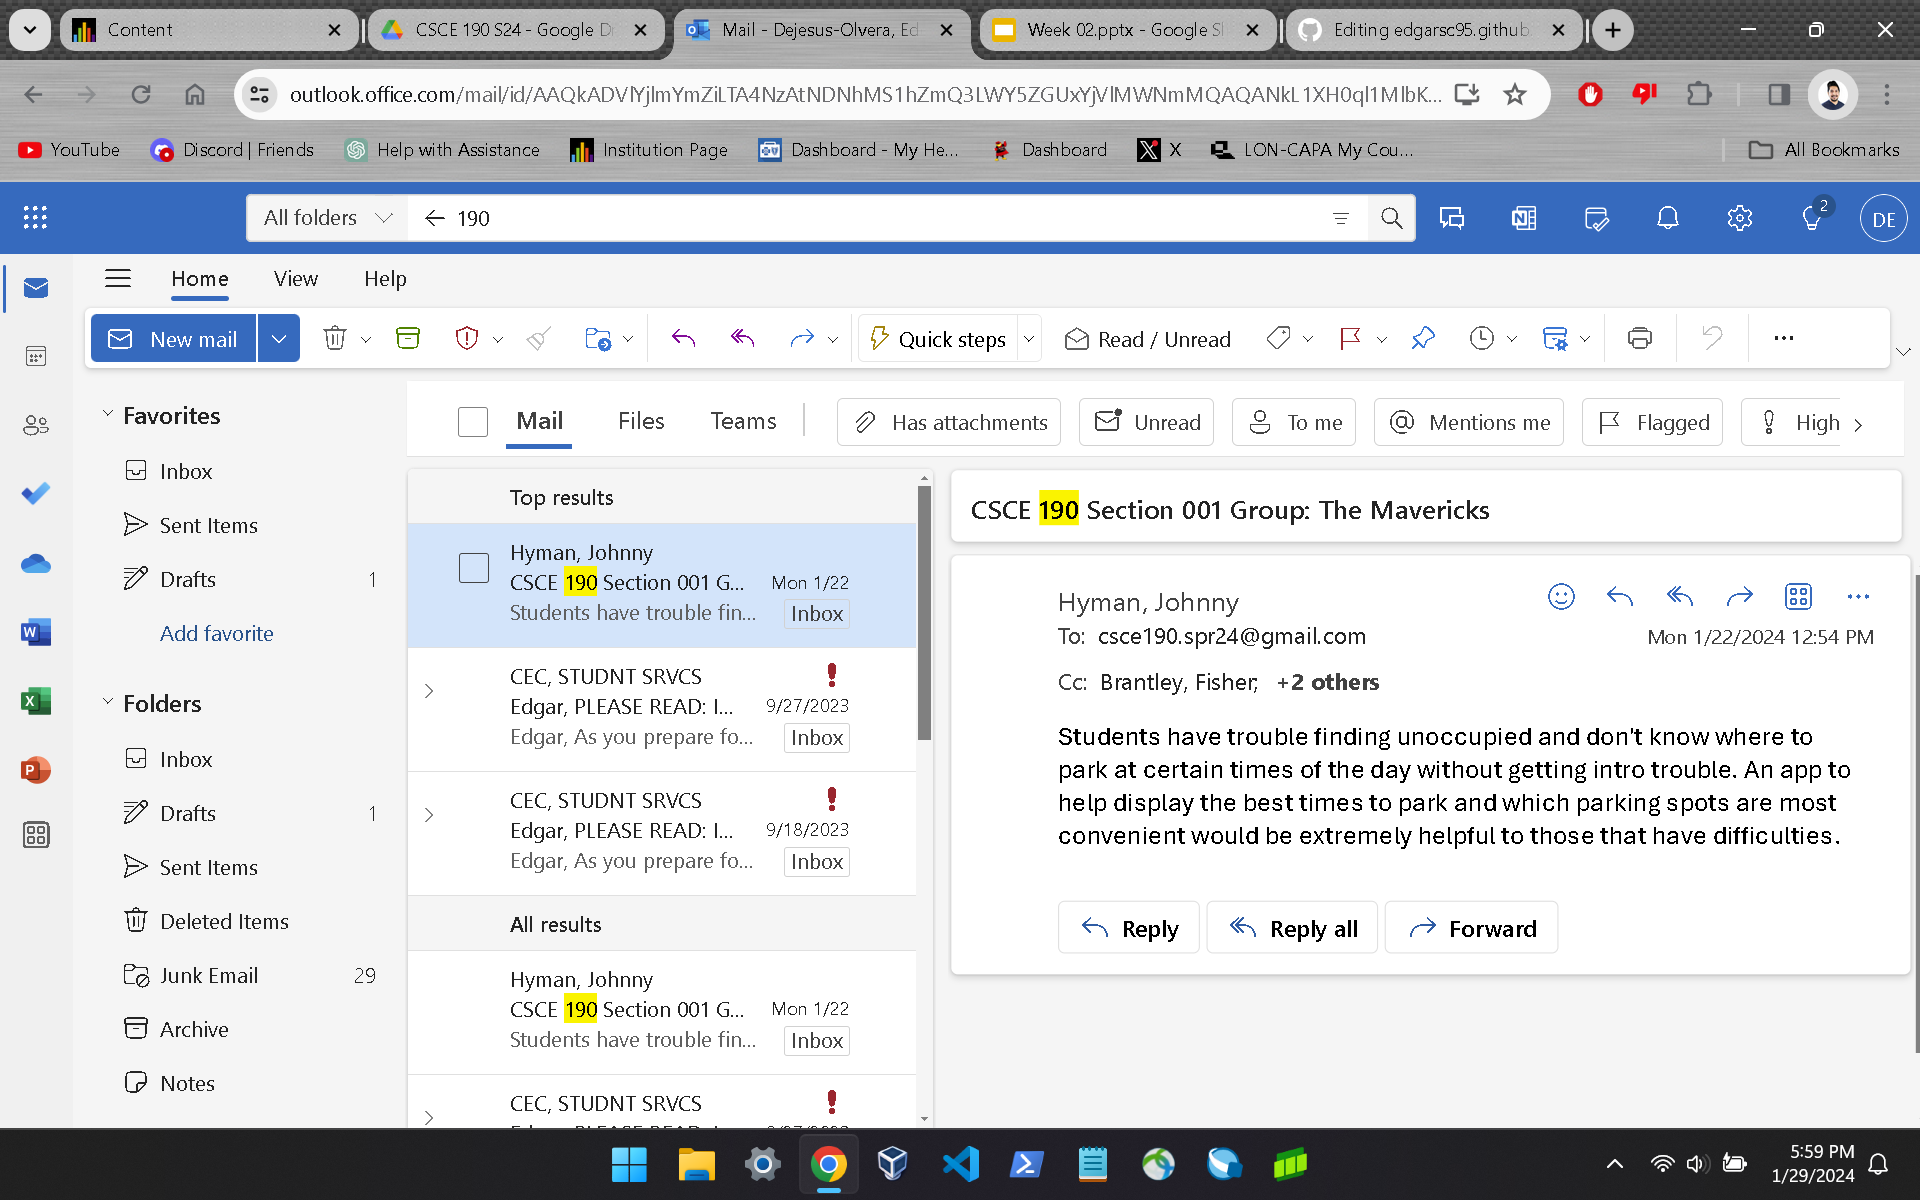 Content
CSCE 190 S24 - Google Dr
Mail - Dejesus-Olvera, Ed
Week 02.pptx - Google Sl
Editing edgarsc95.github.
outlook.office.com/mail/id/AAQkADVlYjlmYmZiLTA4NzAtNDNhMS1hZmQ3LWY5ZGUxYjVlMWNmMQAQANkL1XH0ql1MlbK...
YouTube
Discord | Friends
Help with Assistance
Institution Page
Dashboard - My He...
Dashboard
X
LON-CAPA My Cou...
All Bookmarks
All folders
190
2
DE
Home
View
Help
New mail
Quick steps
Read / Unread
Favorites
Inbox
Sent Items
Drafts 1
Add favorite
Folders
Inbox
Drafts 1
Sent Items
Deleted Items
Junk Email 29
Archive
Notes
Mail
Files
Teams
Has attachments
Unread
To me
Mentions me
Flagged
High
Top results
Hyman, Johnny
CSCE 190 Section 001 G... Mon 1/22
Students have trouble fin... Inbox
CEC, STUDNT SRVCS
Edgar, PLEASE READ: I... 9/27/2023
Edgar, As you prepare fo... Inbox
CEC, STUDNT SRVCS
Edgar, PLEASE READ: I... 9/18/2023
Edgar, As you prepare fo... Inbox
All results
Hyman, Johnny
CSCE 190 Section 001 G... Mon 1/22
Students have trouble fin... Inbox
CEC, STUDNT SRVCS
CSCE 190 Section 001 Group: The Mavericks
Hyman, Johnny
To: csce190.spr24@gmail.com
Mon 1/22/2024 12:54 PM
Cc: Brantley, Fisher; +2 others
Students have trouble finding unoccupied and don't know where to
park at certain times of the day without getting intro trouble. An app to
help display the best times to park and which parking spots are most
convenient would be extremely helpful to those that have difficulties.
Reply
Reply all
Forward
5:59 PM
1/29/2024